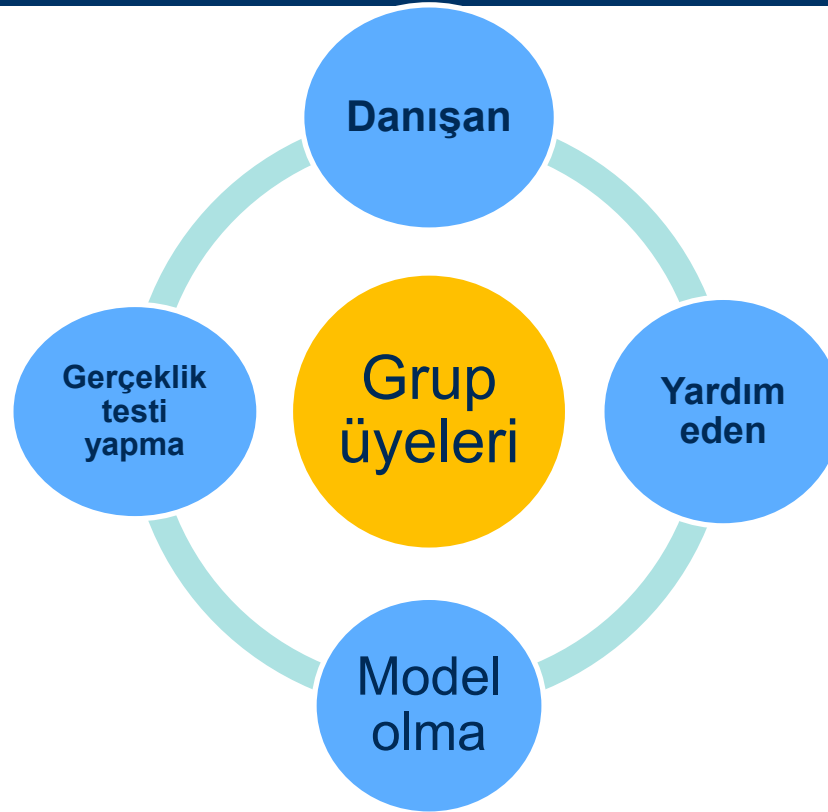 Danışan
Gerçeklik
testi
yapma
Grup
üyeleri
Yardım
eden
Model
olma